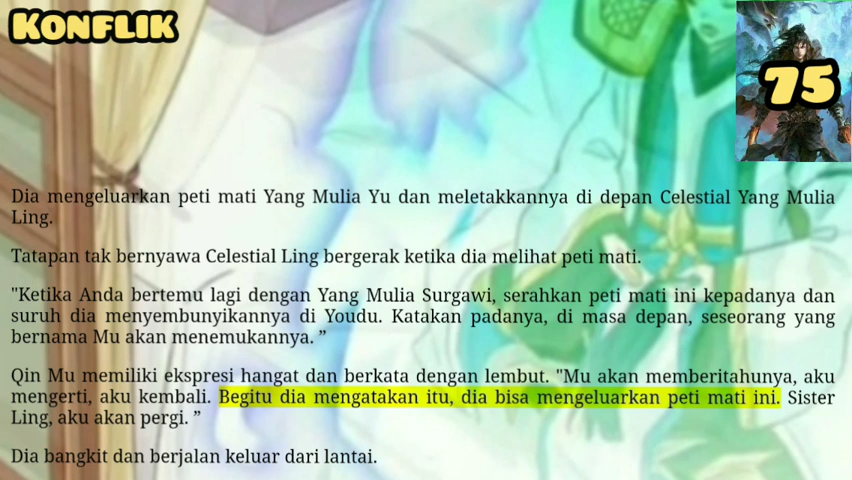 Konflik
75
Dia mengeluarkan peti mati Yang Mulia Yu dan meletakkannya di depan Celestial Yang Mulia
Ling.
Tatapan tak bernyawa Celestial Ling bergerak ketika dia melihat peti mati.
"Ketika Anda bertemu lagi dengan Yang Mulia Surgawi, serahkan peti mati ini kepadanya dan
suruh dia menyembunyikannya di Youdu. Katakan padanya, di masa depan, seseorang yang
bernama Mu akan menemukannya. ”
Qin Mu memiliki ekspresi hangat dan berkata dengan lembut. "Mu akan memberitahunya, aku
mengerti, aku kembali. Begitu dia mengatakan itu, dia bisa mengeluarkan peti mati ini. Sister
Ling, aku akan pergi. ”
Dia bangkit dan berjalan keluar dari lantai.